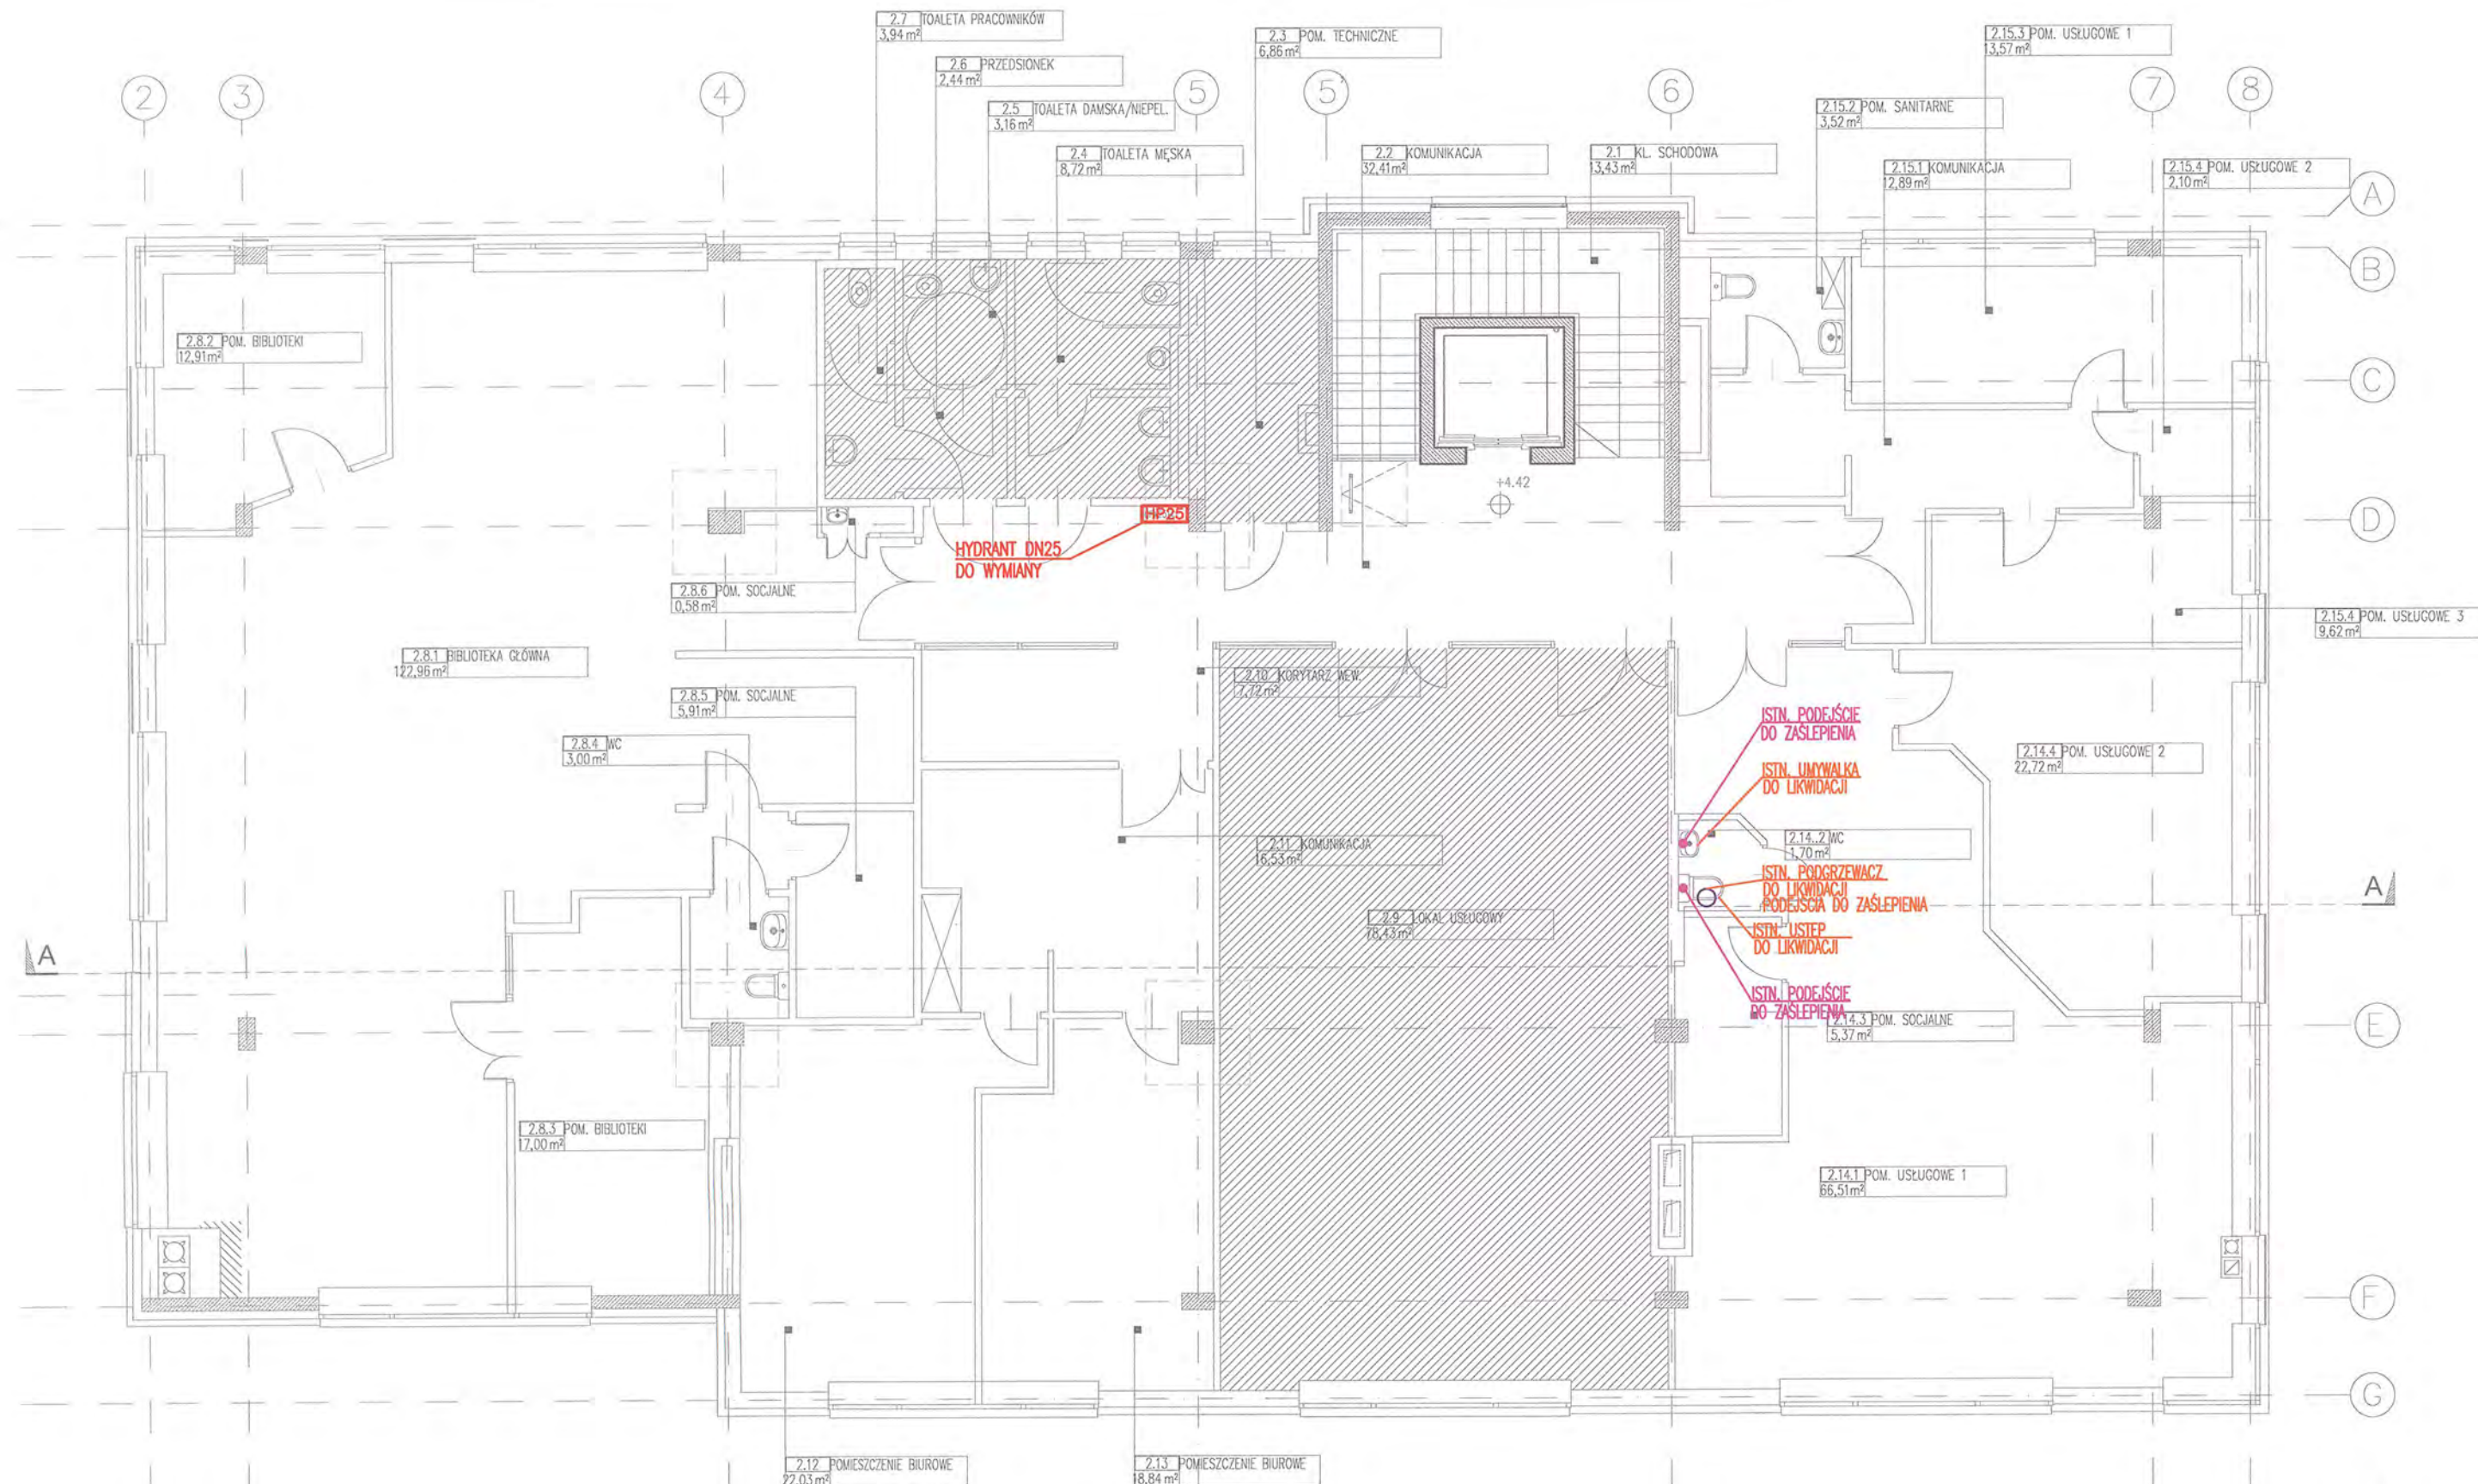 2.7 TOALETA PRACOWNIKÓW
3,94 m²
2.3 POM. TECHNICZNE
6,86 m²
2.15.3 POM. USŁUGOWE 1
13,57 m²
2.6 PRZEDSIONEK
2,44 m²
2 3 4 5 5' 6 7 8
2.5 TOALETA DAMSKA/NIEPEŁ.
3,16 m²
2.15.2 POM. SANITARNE
3,52 m²
2.4 TOALETA MĘSKA
8,72 m²
2.2 KOMUNIKACJA
32,41 m²
2.1 KL. SCHODOWA
13,43 m²
2.15.1 KOMUNIKACJA
12,89 m²
2.15.4 POM. USŁUGOWE 2
2,10 m²
A
B
2.8.2 POM. BIBLIOTEKI
12,91 m²
C
+4.42
HP25
D
HYDRANT DN25
DO WYMIANY
2.8.6 POM. SOCJALNE
0,58 m²
2.15.4 POM. USŁUGOWE 3
9,62 m²
2.8.1 BIBLIOTEKA GŁÓWNA
122,96 m²
2.10 KORYTARZ WEW.
7,72 m²
2.8.5 POM. SOCJALNE
5,91 m²
ISTN. PODEJŚCIE
DO ZAŚLEPIENIA
2.8.4 WC
3,00 m²
2.14.4 POM. USŁUGOWE 2
22,72 m²
ISTN. UMYWALKA
DO LIKWIDACJI
2.11 KOMUNIKACJA
16,53 m²
2.14..2 WC
1,70 m²
ISTN. PODGRZEWACZ
DO LIKWIDACJI
PODEJŚCIA DO ZAŚLEPIENIA
A
2.9 LOKAL USŁUGOWY
78,43 m²
ISTN. USTĘP
DO LIKWIDACJI
A
ISTN. PODEJŚCIE
DO ZAŚLEPIENIA
2.14.3 POM. SOCJALNE
5,37 m²
E
2.8.3 POM. BIBLIOTEKI
17,00 m²
2.14.1 POM. USŁUGOWE 1
66,51 m²
F
G
2.12 POMIESZCZENIE BIUROWE
22,03 m²
2.13 POMIESZCZENIE BIUROWE
18,84 m²